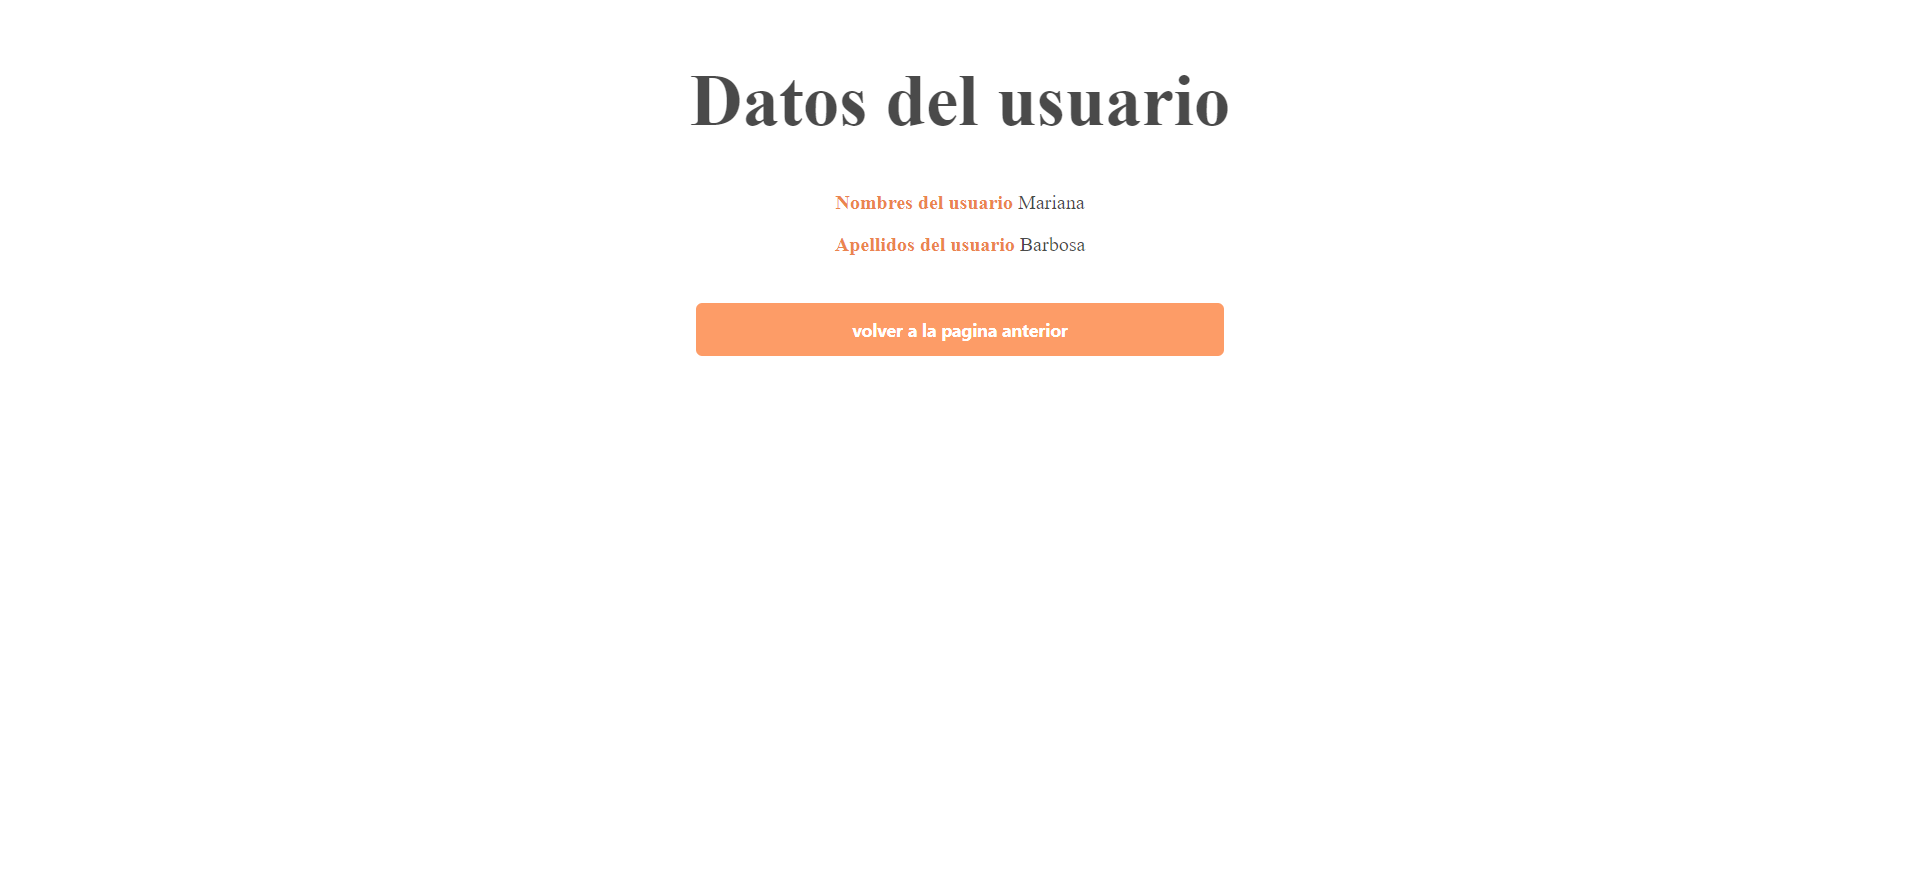 Datos del usuario
Nombres del usuario Mariana
Apellidos del usuario Barbosa
volver a la pagina anterior